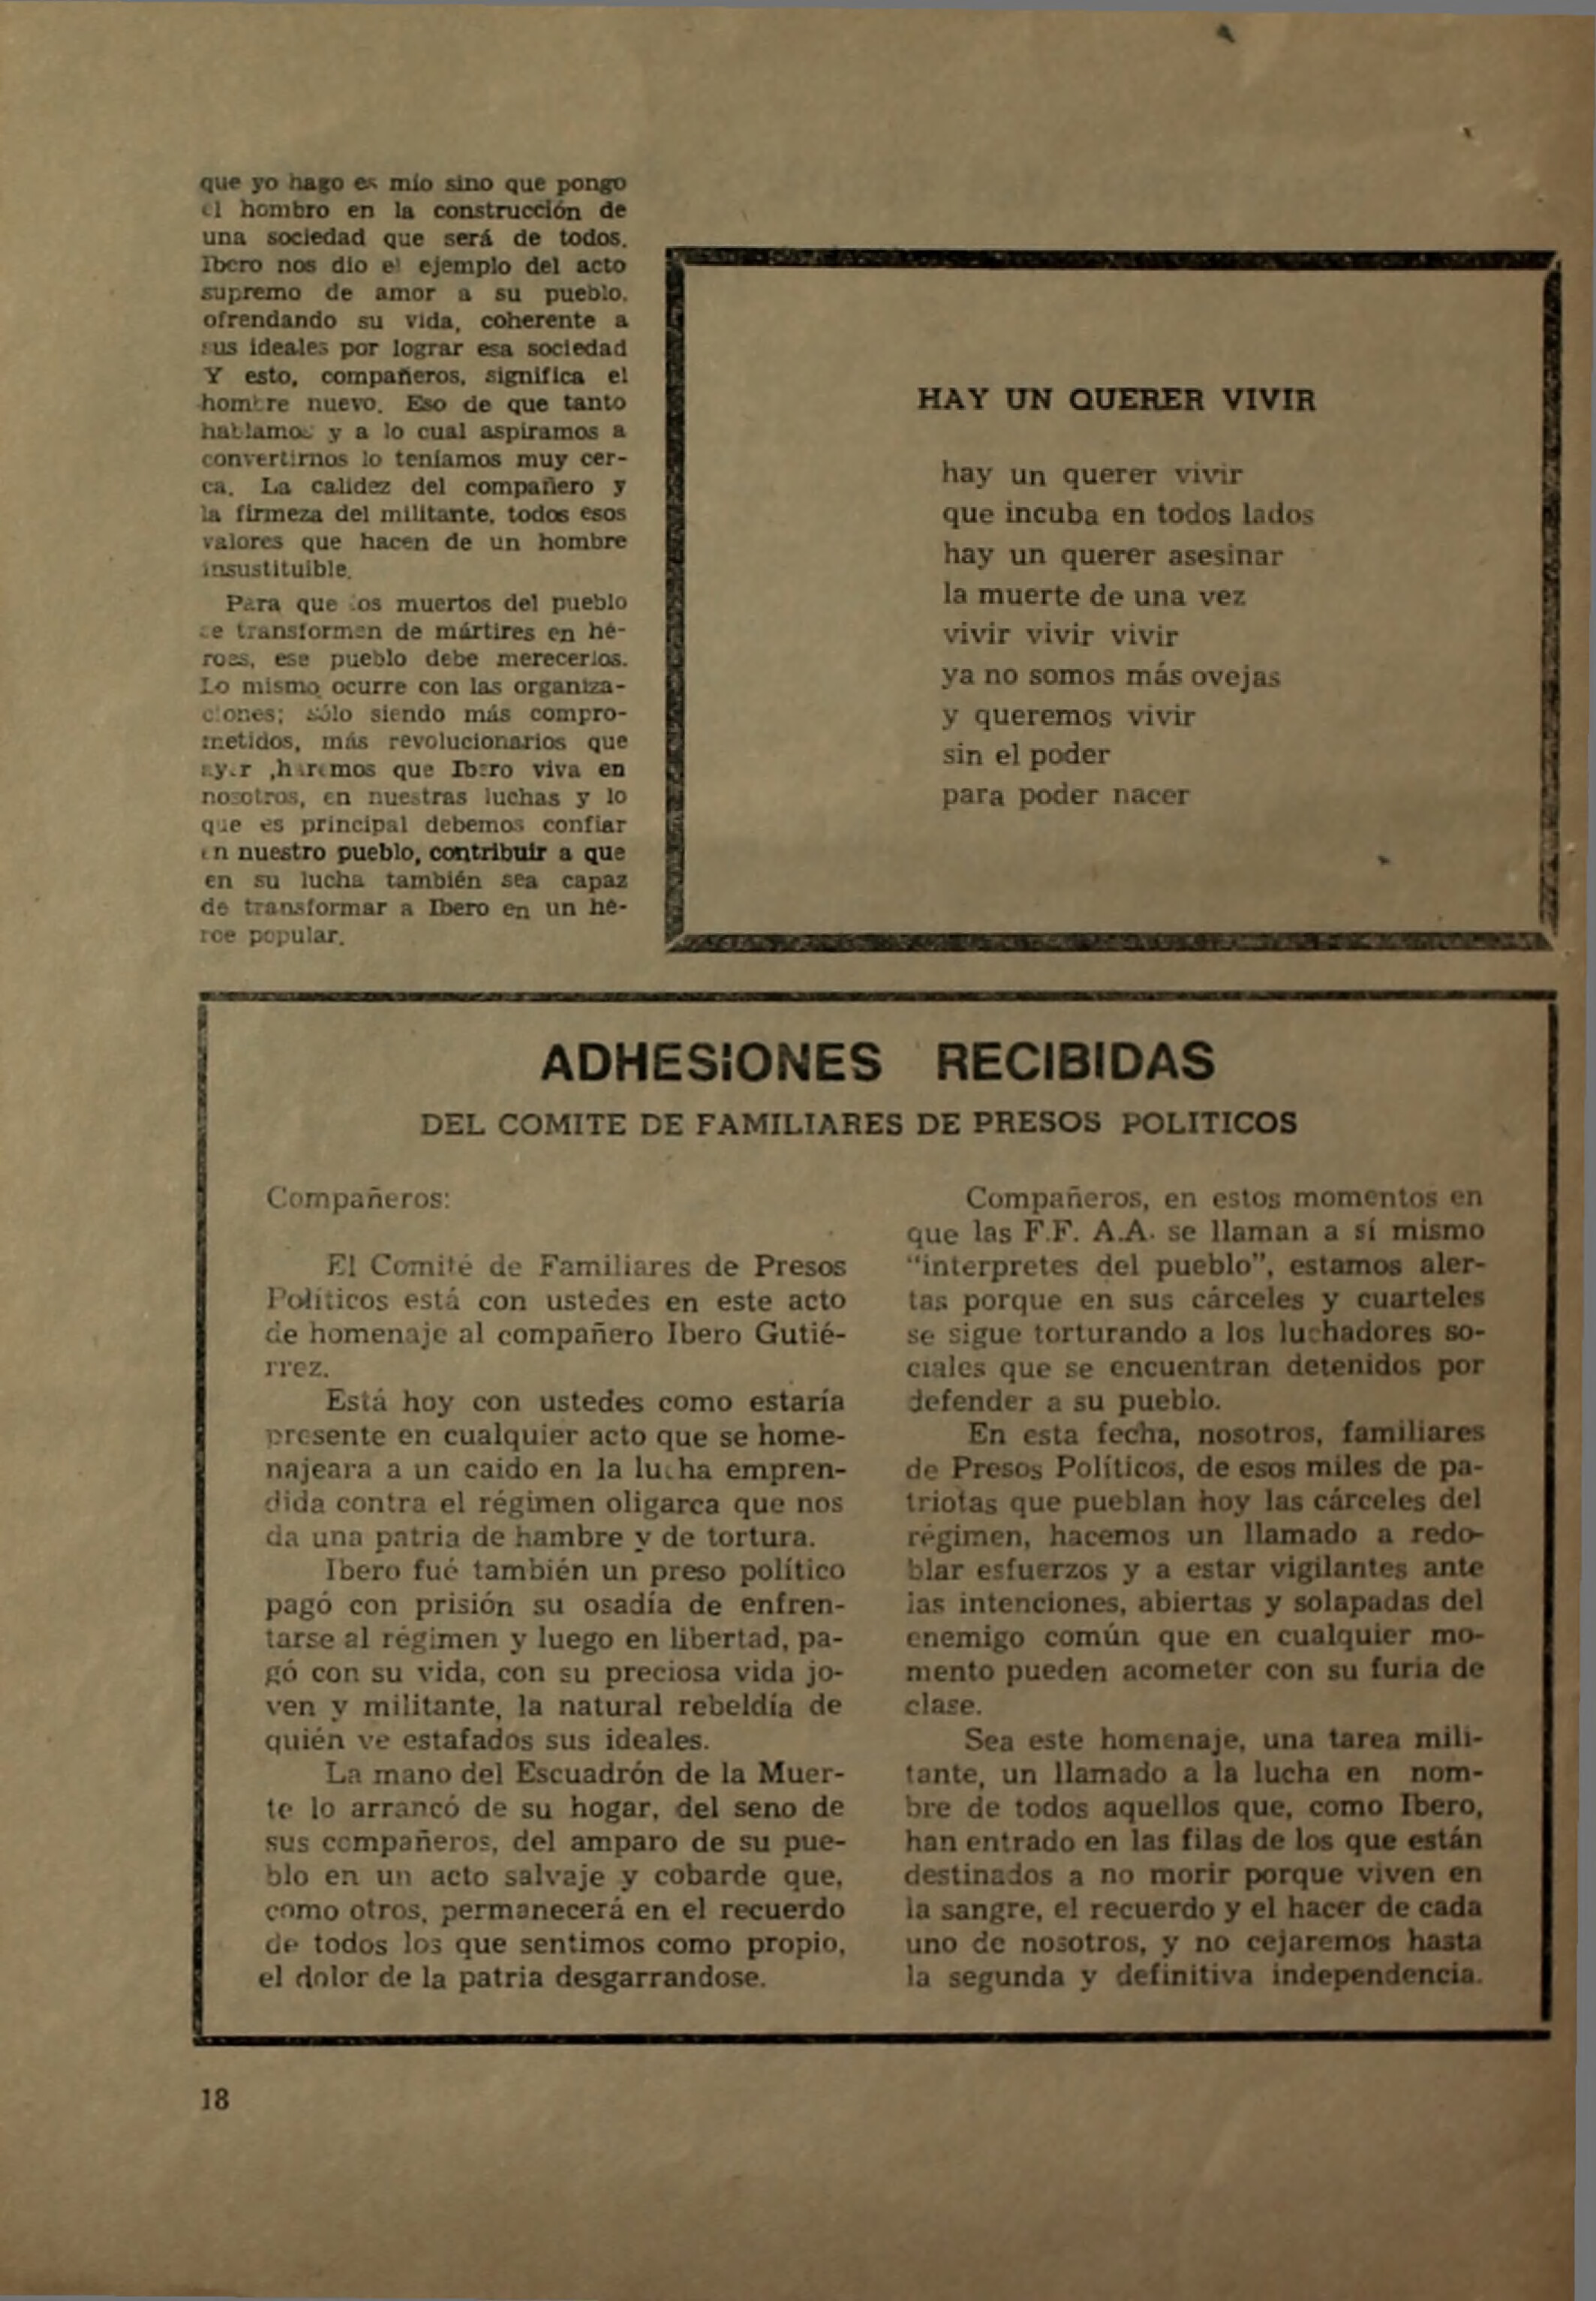 que yo hago es mío sino que pongo
el hombro en la construcción de
una sociedad que será de todos.
Ibero nos dio el ejemplo del acto
supremo de amor a su pueblo,
ofrendando su vida, coherente a
sus ideales por lograr esa sociedad
Y esto, compañeros, significa el
hombre nuevo. Eso de que tanto
hablamos y a lo cual aspiramos a
convertirnos lo teníamos muy cer-
ca. La calidez del compañero y
la firmeza del militante, todos esos
valores que hacen de un hombre
insustituible.
Para que los muertos del pueblo
se transformen de mártires en hé-
roes, ese pueblo debe merecerlos.
Lo mismo ocurre con las organiza-
ciones; sólo siendo más compro-
metidos, más revolucionarios que
ayer ,haremos que Ibero viva en
nosotros, en nuestras luchas y lo
que es principal debemos confiar
en nuestro pueblo, contribuir a que
en su lucha también sea capaz
de transformar a Ibero en un hé-
roe popular.
HAY UN QUERER VIVIR
hay un querer vivir
que incuba en todos lados
hay un querer asesinar
la muerte de una vez
vivir vivir vivir
ya no somos más ovejas
y queremos vivir
sin el poder
para poder nacer
ADHESIONES RECIBIDAS
DEL COMITE DE FAMILIARES DE PRESOS POLITICOS
Compañeros:
El Comité de Familiares de Presos
Políticos está con ustedes en este acto
de homenaje al compañero Ibero Gutié-
rrez.
Está hoy con ustedes como estaría
presente en cualquier acto que se home-
najeara a un caido en la lucha empren-
dida contra el régimen oligarca que nos
da una patria de hambre y de tortura.
Ibero fué también un preso político
pagó con prisión su osadía de enfren-
tarse al régimen y luego en libertad, pa-
gó con su vida, con su preciosa vida jo-
ven y militante, la natural rebeldía de
quién ve estafados sus ideales.
La mano del Escuadrón de la Muer-
te lo arrancó de su hogar, del seno de
sus compañeros, del amparo de su pue-
blo en un acto salvaje y cobarde que,
como otros, permanecerá en el recuerdo
de todos los que sentimos como propio,
el dolor de la patria desgarrandose.
Compañeros, en estos momentos en
que las F.F. A.A. se llaman a sí mismo
"interpretes del pueblo", estamos aler-
tas porque en sus cárceles y cuarteles
se sigue torturando a los luchadores so-
ciales que se encuentran detenidos por
defender a su pueblo.
En esta fecha, nosotros, familiares
de Presos Políticos, de esos miles de pa-
triotas que pueblan hoy las cárceles del
régimen, hacemos un llamado a redo-
blar esfuerzos y a estar vigilantes ante
las intenciones, abiertas y solapadas del
enemigo común que en cualquier mo-
mento pueden acometer con su furia de
clase.
Sea este homenaje, una tarea mili-
tante, un llamado a la lucha en nom-
bre de todos aquellos que, como Ibero,
han entrado en las filas de los que están
destinados a no morir porque viven en
la sangre, el recuerdo y el hacer de cada
uno de nosotros, y no cejaremos hasta
la segunda y definitiva independencia.
18